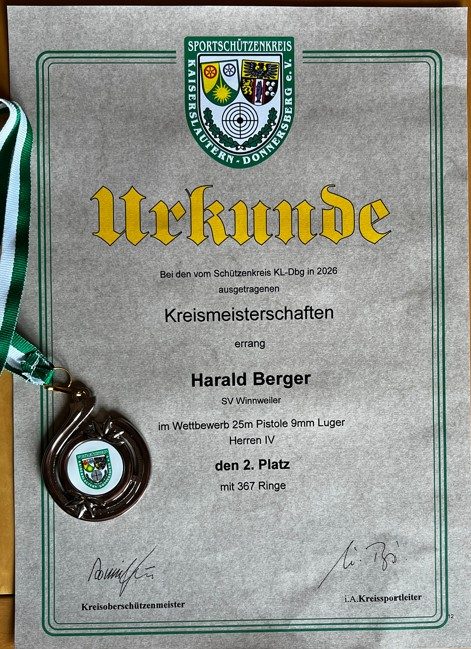 SPORTSCHÜTZENKREIS
KAISERSLAUTERN - DONNERSBERG e.V.
Urkunde
Bei den vom Schützenkreis KL-Dbg in 2026
ausgetragenen
Kreismeisterschaften
errang
Harald Berger
SV Winnweiler
im Wettbewerb 25m Pistole 9mm Luger
Herren IV
den 2. Platz
mit 367 Ringe
Kreisoberschützenmeister
i.A.Kreissportleiter
12